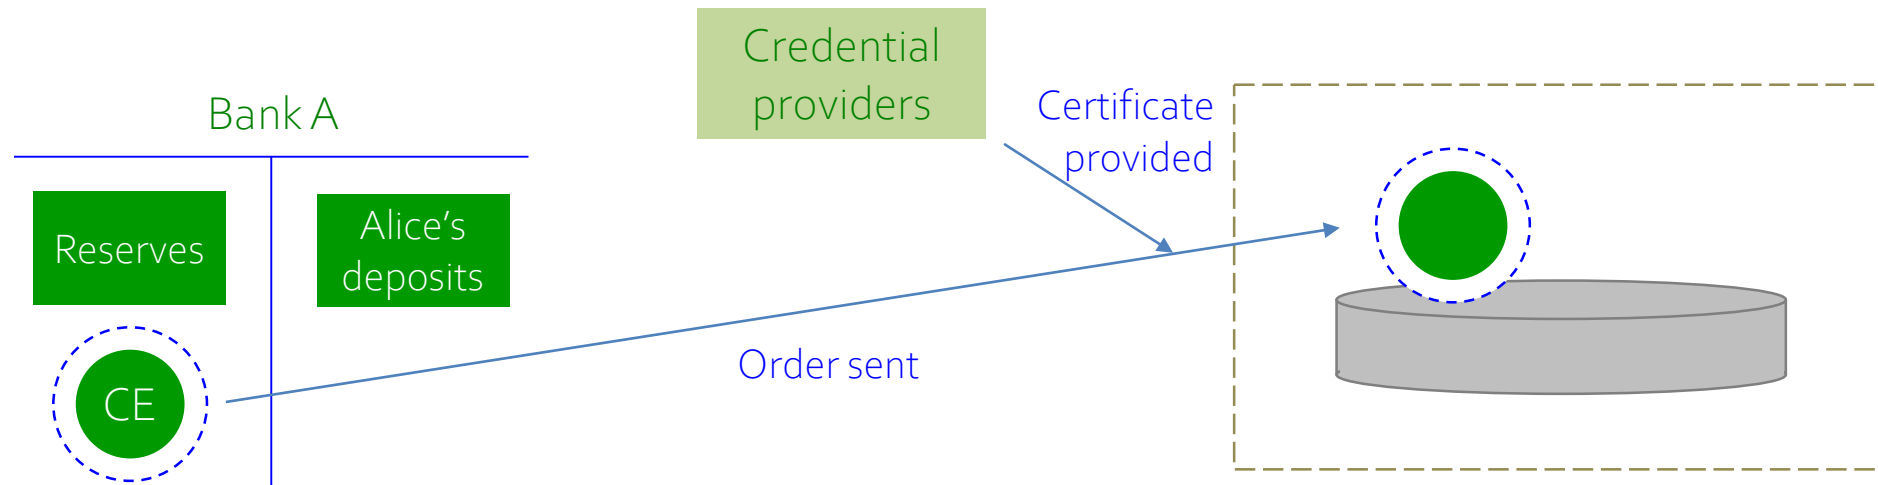 Bank A
Reserves
Alice’s
deposits
CE
Credential
providers
Certificate
provided
Order sent